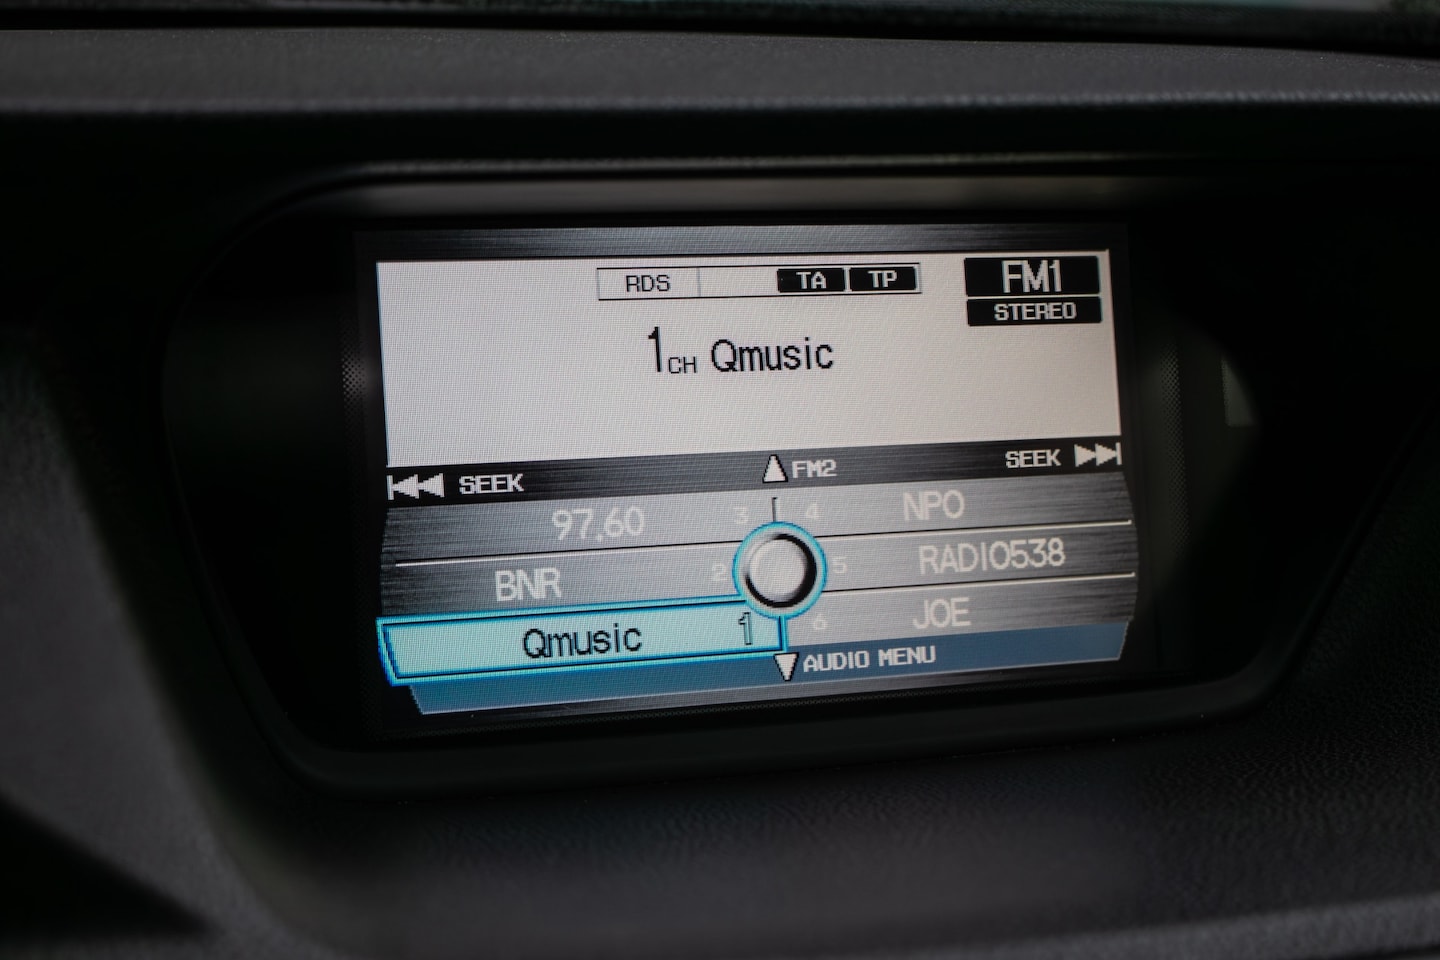 RDS TA TP FM1
STEREO
1CH Qmusic
SEEK FM2 SEEK
97.60 3 4 NPO
BNR 2 5 RADIO538
Qmusic 1 6 JOE
AUDIO MENU